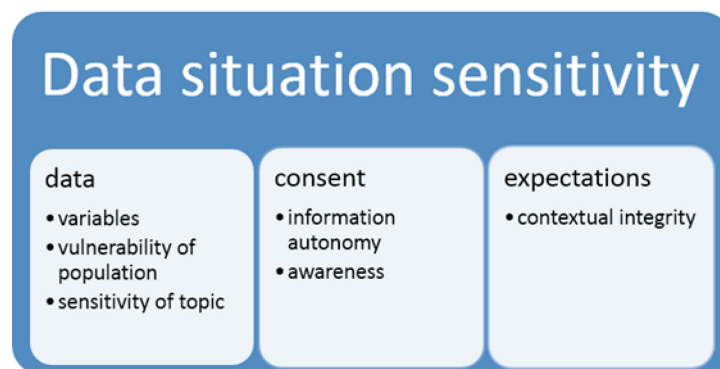 Data situation sensitivity
data
• variables
• vulnerability of
population
• sensitivity of topic
consent
• information
autonomy
• awareness
expectations
• contextual integrity